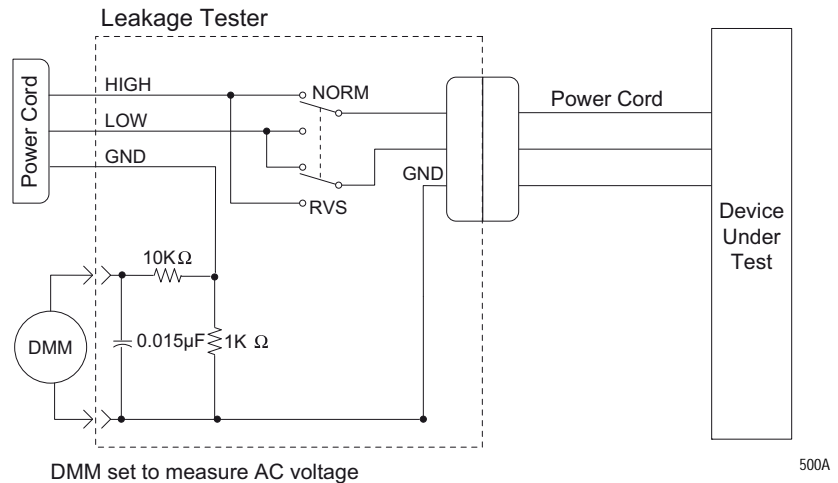 Leakage Tester
Power Cord
HIGH
LOW
GND
NORM
RVS
GND
Power Cord
Device
Under
Test
10KΩ
0.015µF
1K Ω
DMM
DMM set to measure AC voltage
500A